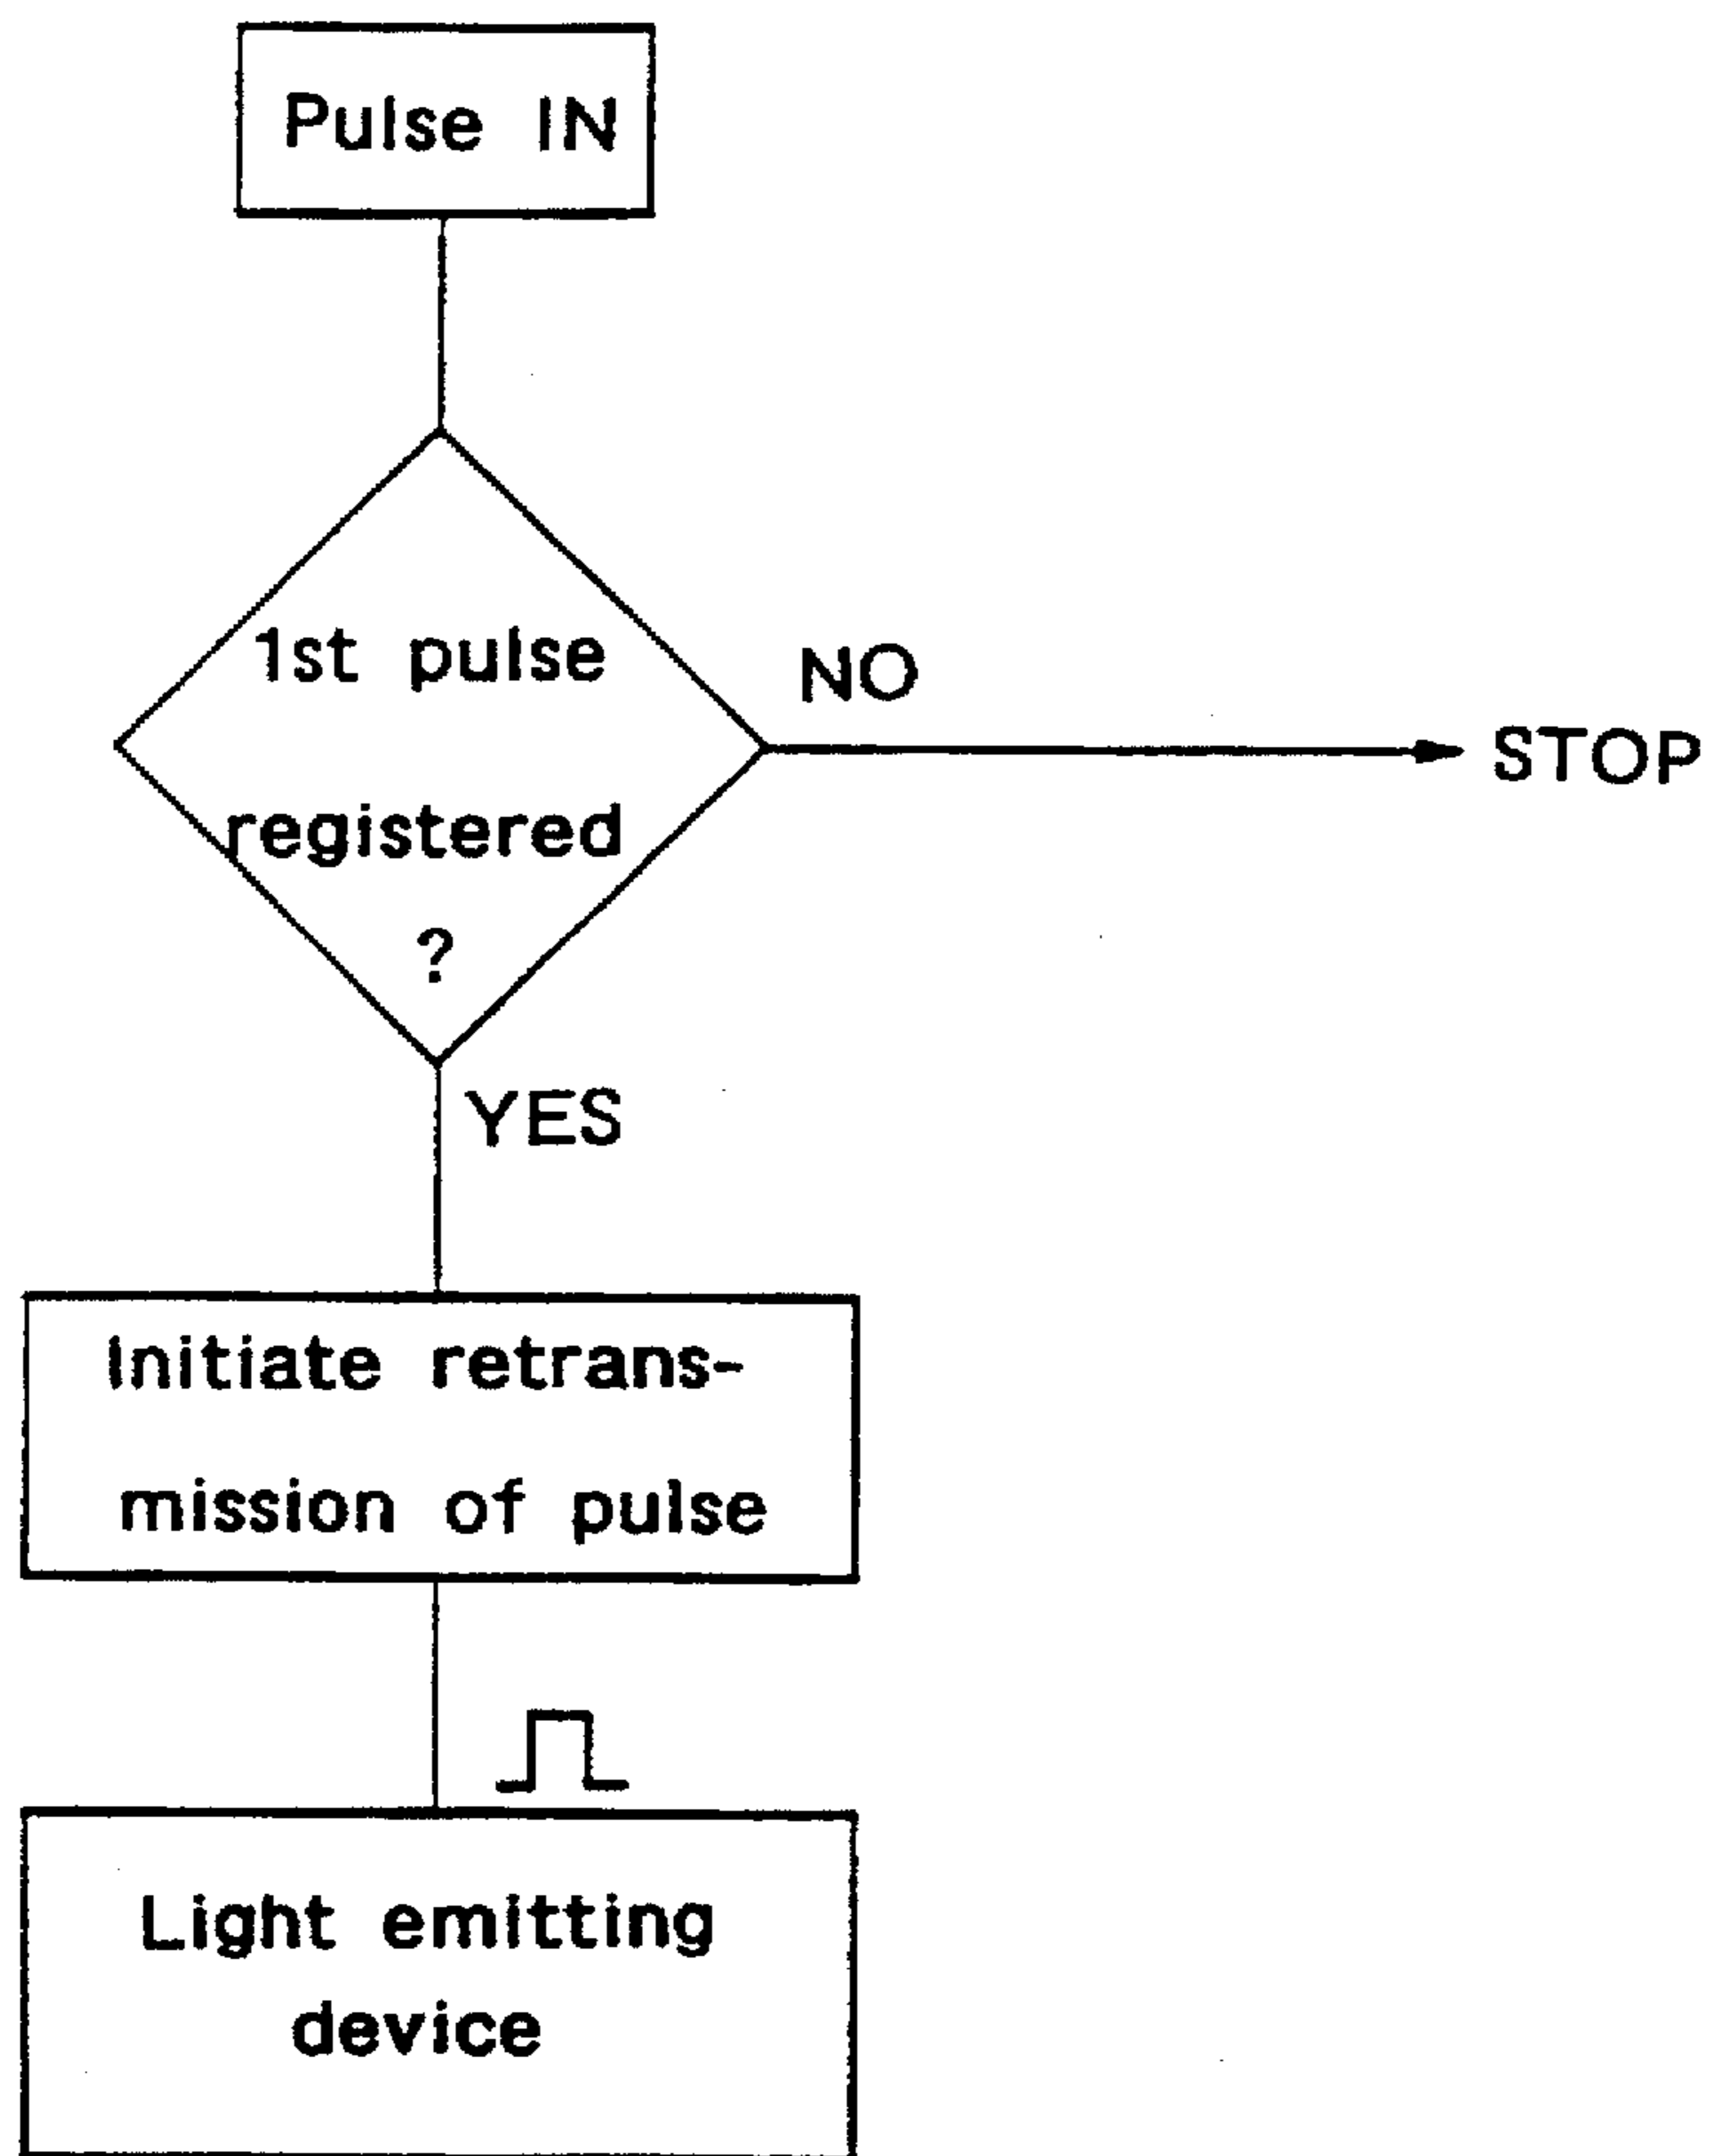 Pulse IN
1st pulse
NO
STOP
registered
?
YES
Initiate retrans-
mission of pulse
Light emitting
device